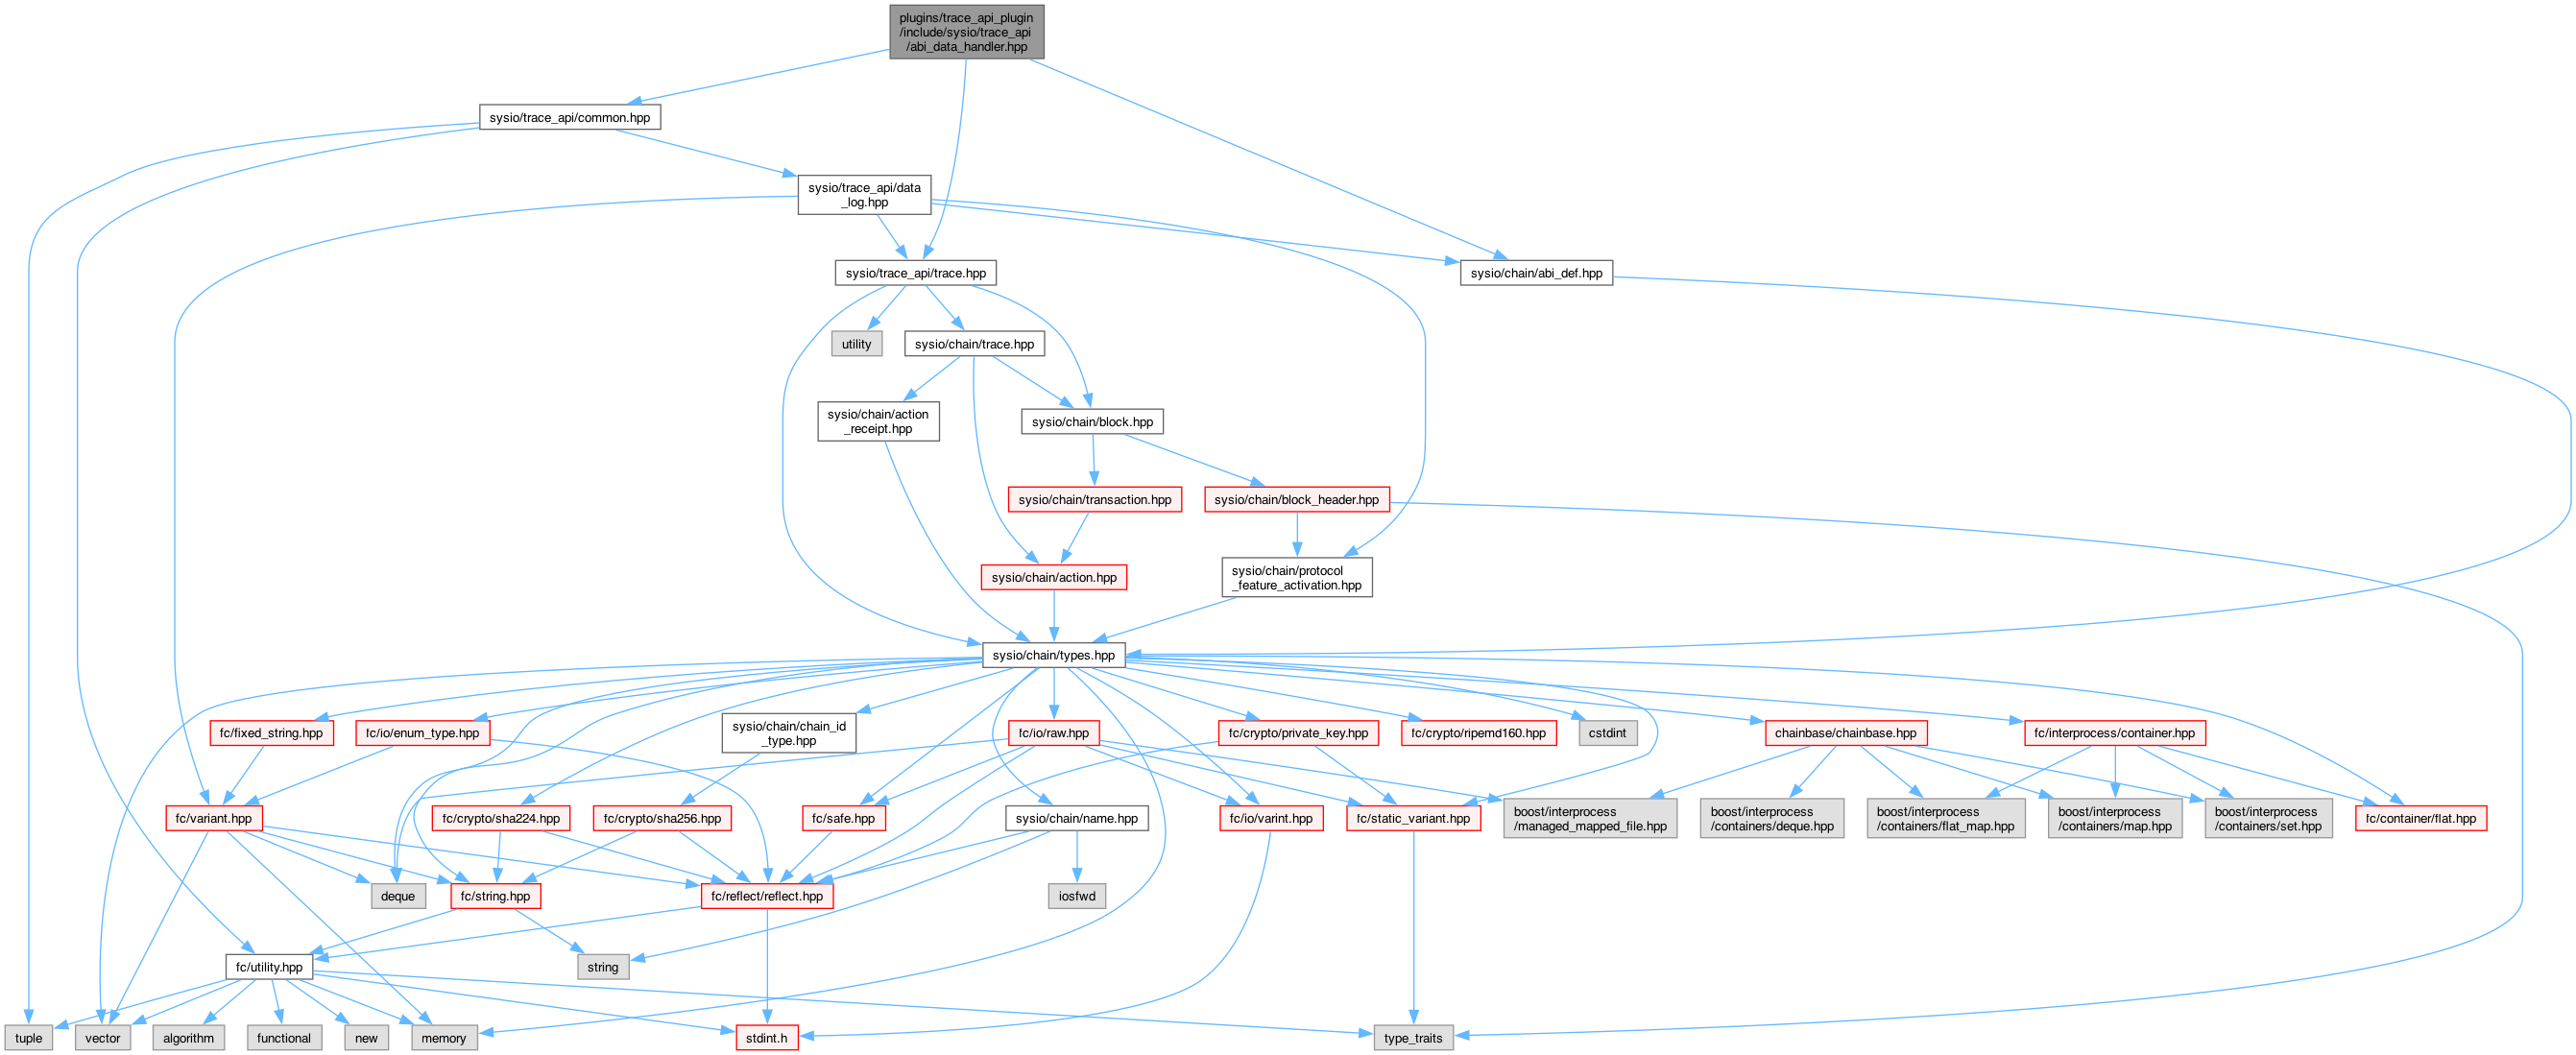 plugins/trace_api_plugin
/include/sysio/trace_api
/abi_data_handler.hpp
sysio/trace_api/common.hpp
sysio/trace_api/data
_log.hpp
sysio/trace_api/trace.hpp
sysio/chain/abi_def.hpp
utility
sysio/chain/trace.hpp
sysio/chain/action
_receipt.hpp
sysio/chain/block.hpp
sysio/chain/transaction.hpp
sysio/chain/block_header.hpp
sysio/chain/action.hpp
sysio/chain/protocol
_feature_activation.hpp
sysio/chain/types.hpp
fc/fixed_string.hpp
fc/io/enum_type.hpp
sysio/chain/chain_id
_type.hpp
fc/io/raw.hpp
fc/crypto/private_key.hpp
fc/crypto/ripemd160.hpp
cstdint
chainbase/chainbase.hpp
fc/interprocess/container.hpp
fc/variant.hpp
fc/crypto/sha224.hpp
fc/crypto/sha256.hpp
fc/safe.hpp
sysio/chain/name.hpp
fc/io/varint.hpp
fc/static_variant.hpp
boost/interprocess
/managed_mapped_file.hpp
boost/interprocess
/containers/deque.hpp
boost/interprocess
/containers/flat_map.hpp
boost/interprocess
/containers/map.hpp
boost/interprocess
/containers/set.hpp
fc/container/flat.hpp
deque
fc/string.hpp
fc/reflect/reflect.hpp
iosfwd
fc/utility.hpp
string
tuple
vector
algorithm
functional
new
memory
stdint.h
type_traits